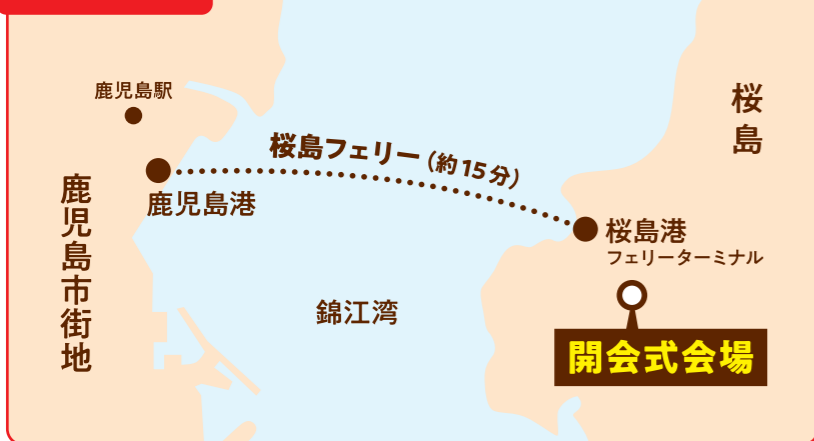 鹿児島駅
桜島
桜島フェリー（約15分）
鹿児島港
鹿児島市街地
桜島港
フェリーターミナル
錦江湾
開会式会場